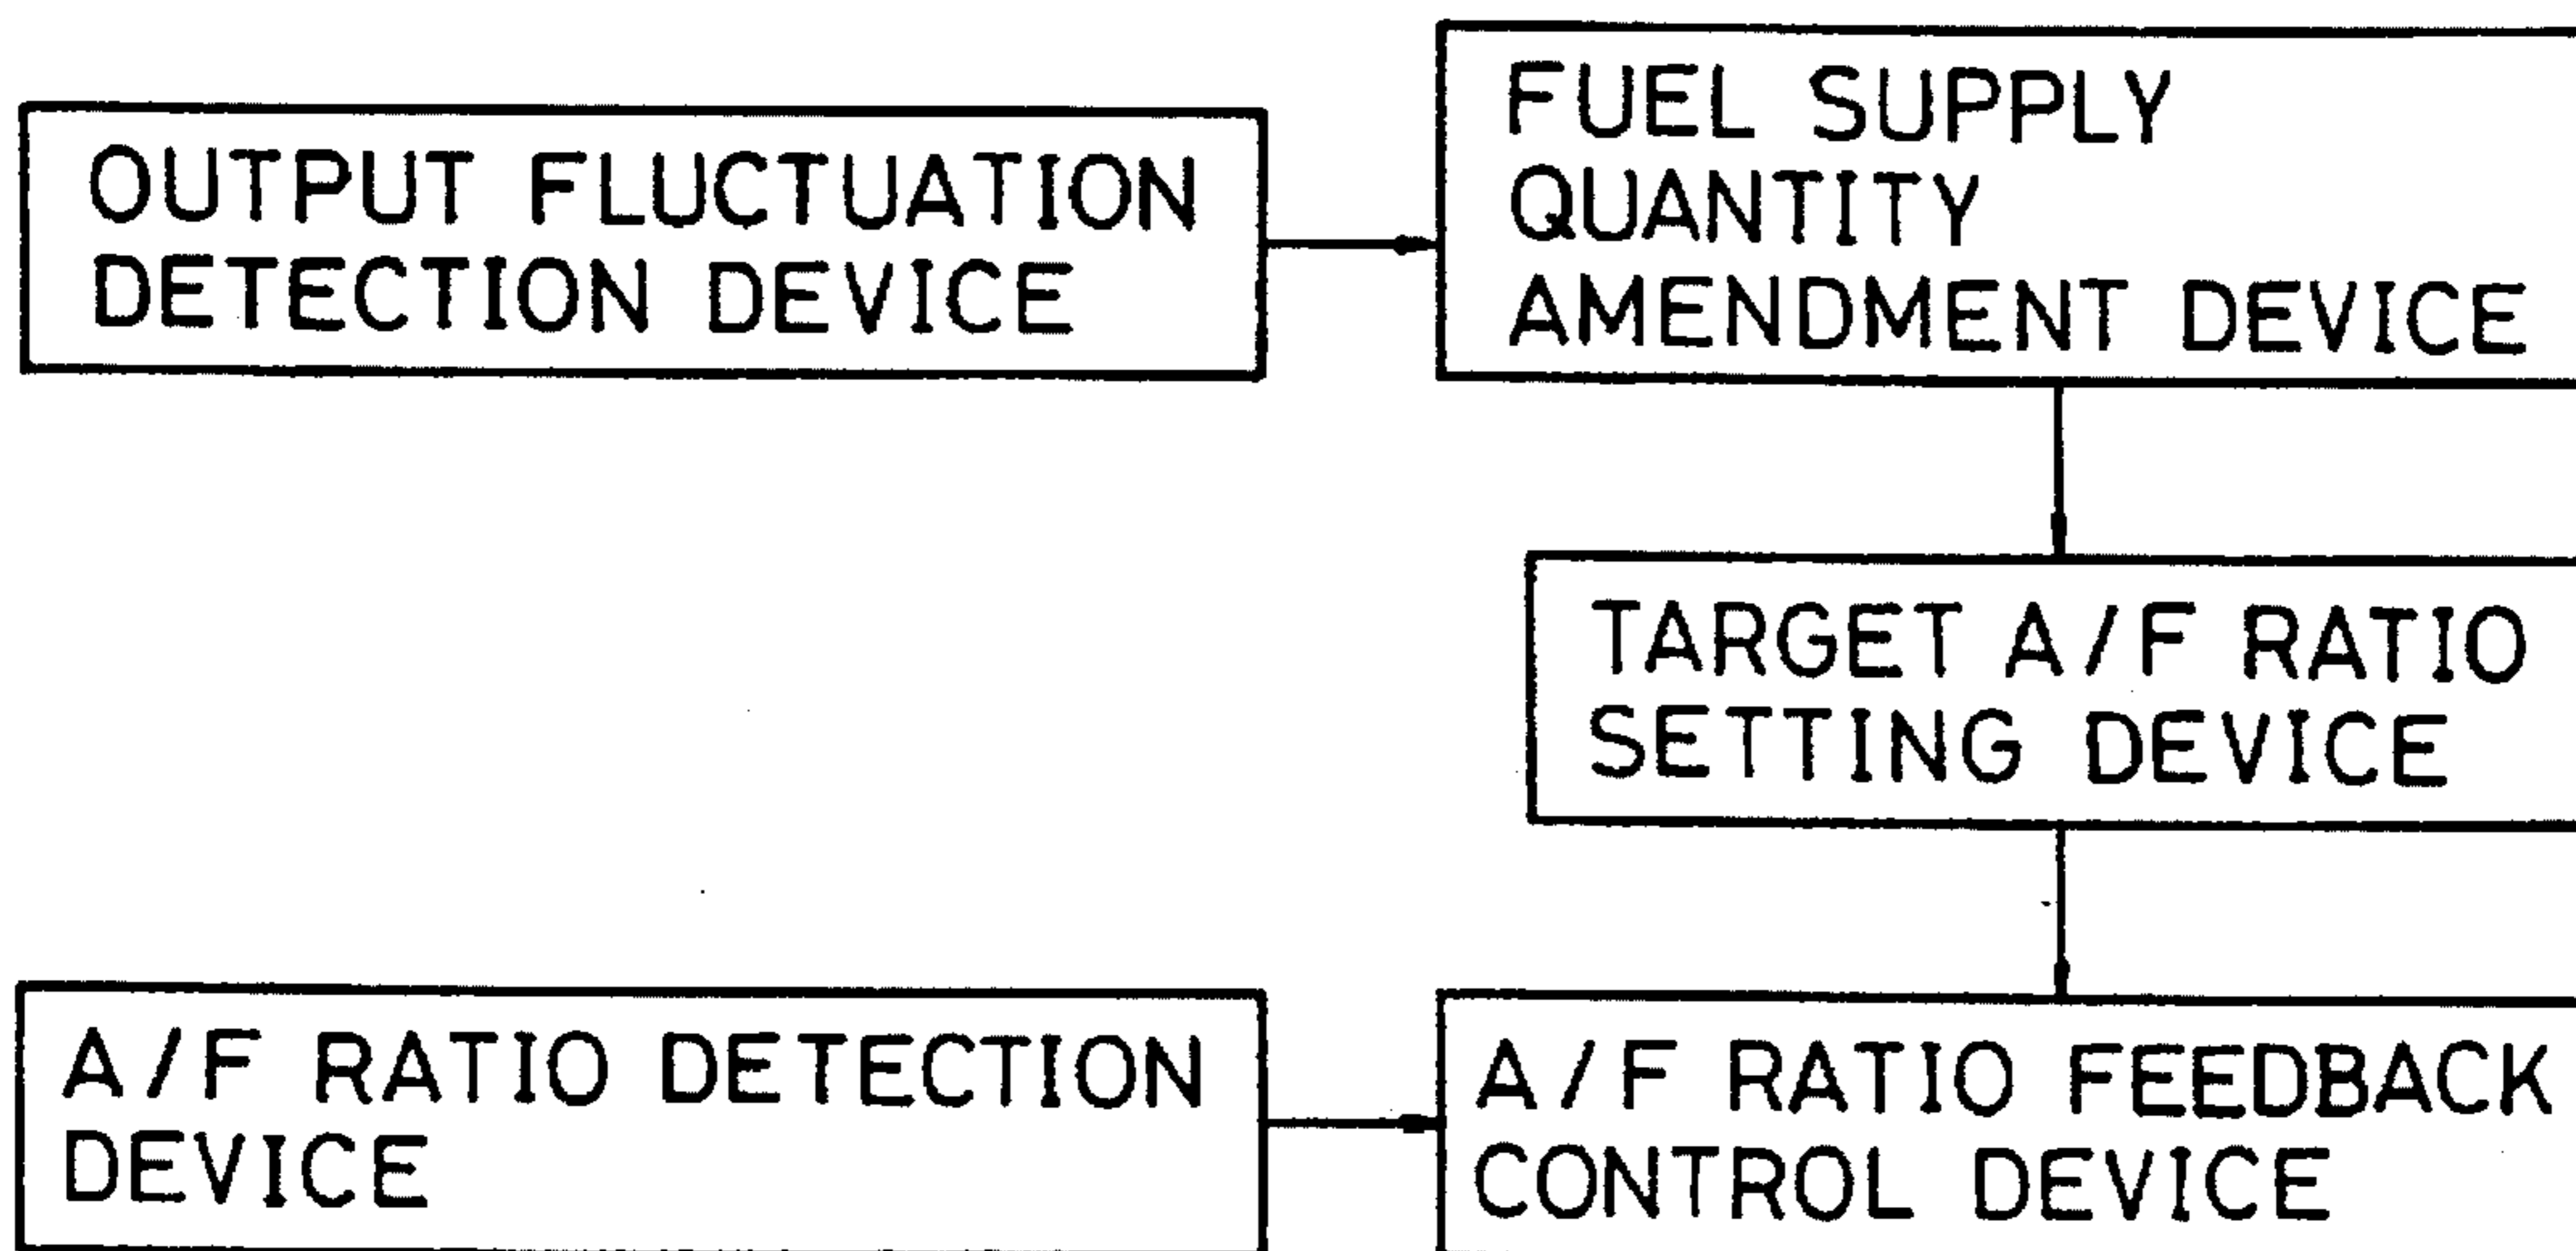 OUTPUT FLUCTUATION
DETECTION DEVICE
FUEL SUPPLY
QUANTITY
AMENDMENT DEVICE
TARGET A/F RATIO
SETTING DEVICE
A/F RATIO DETECTION
DEVICE
A/F RATIO FEEDBACK
CONTROL DEVICE